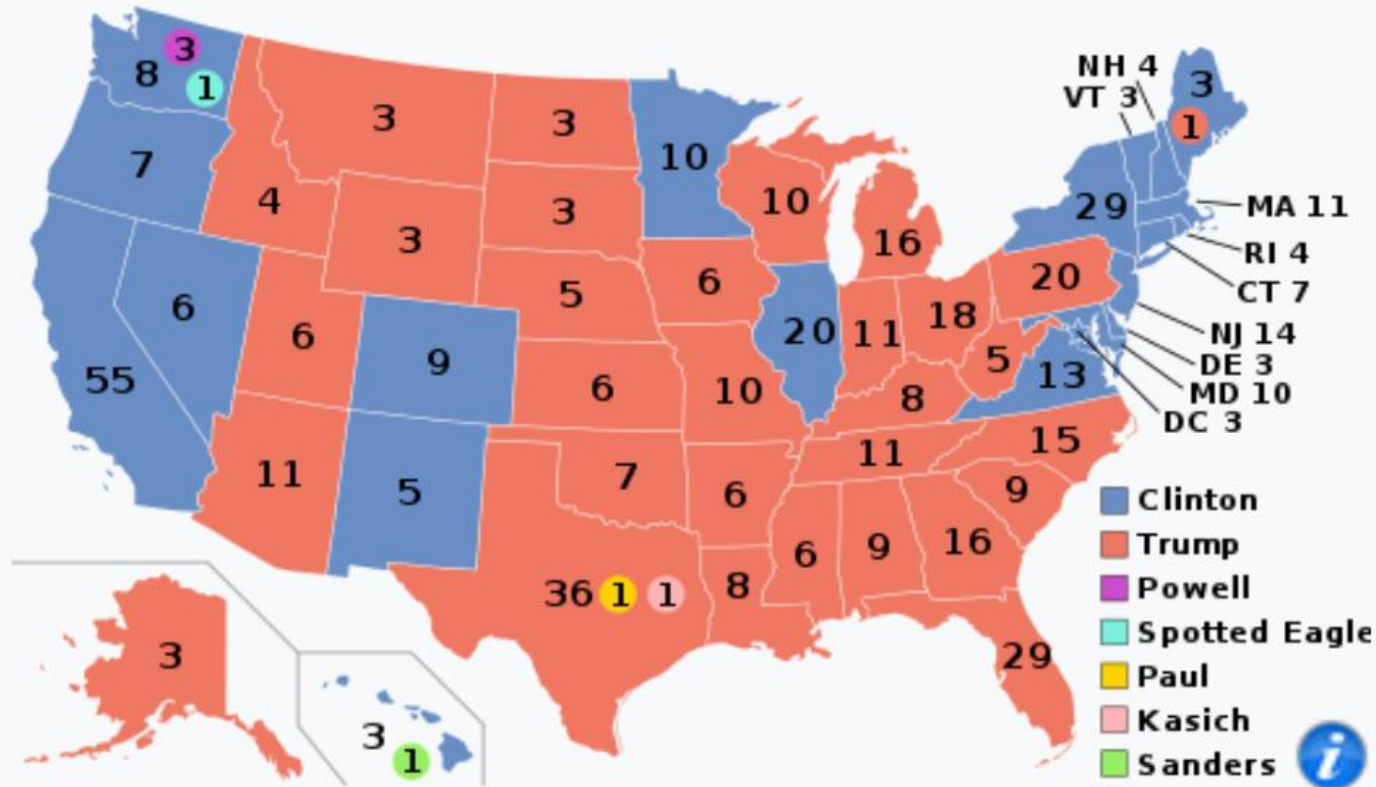 3
8
1
3
3
NH 4
VT 3
3
1
7
10
4
3
3
10
16
29
MA 11
RI 4
CT 7
20
6
5
6
6
9
20
11
18
5
13
NJ 14
DE 3
MD 10
DC 3
55
6
10
8
11
15
11
5
7
6
9
6
9
16
36 1 1
8
29
3
3
1
Clinton
Trump
Powell
Spotted Eagle
Paul
Kasich
Sanders
i